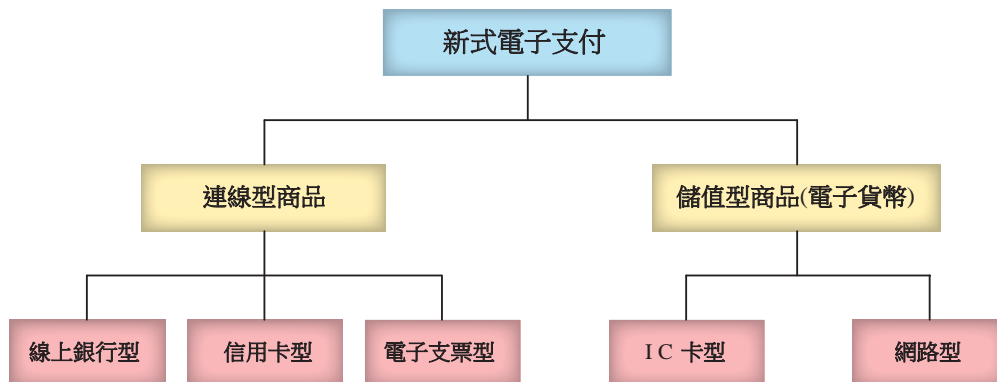 新式電子支付
連線型商品
儲值型商品(電子貨幣)
線上銀行型
信用卡型
電子支票型
IC 卡型
網路型